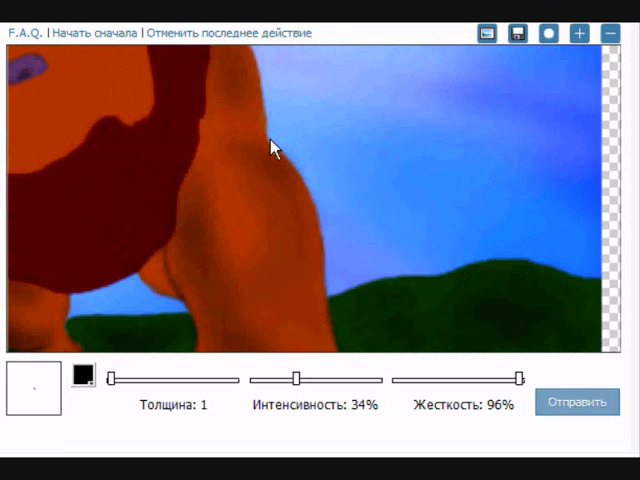 F.A.Q. | Начать сначала | Отменить последнее действие
Толщина: 1 Интенсивность: 34% Жесткость: 96% Отправить